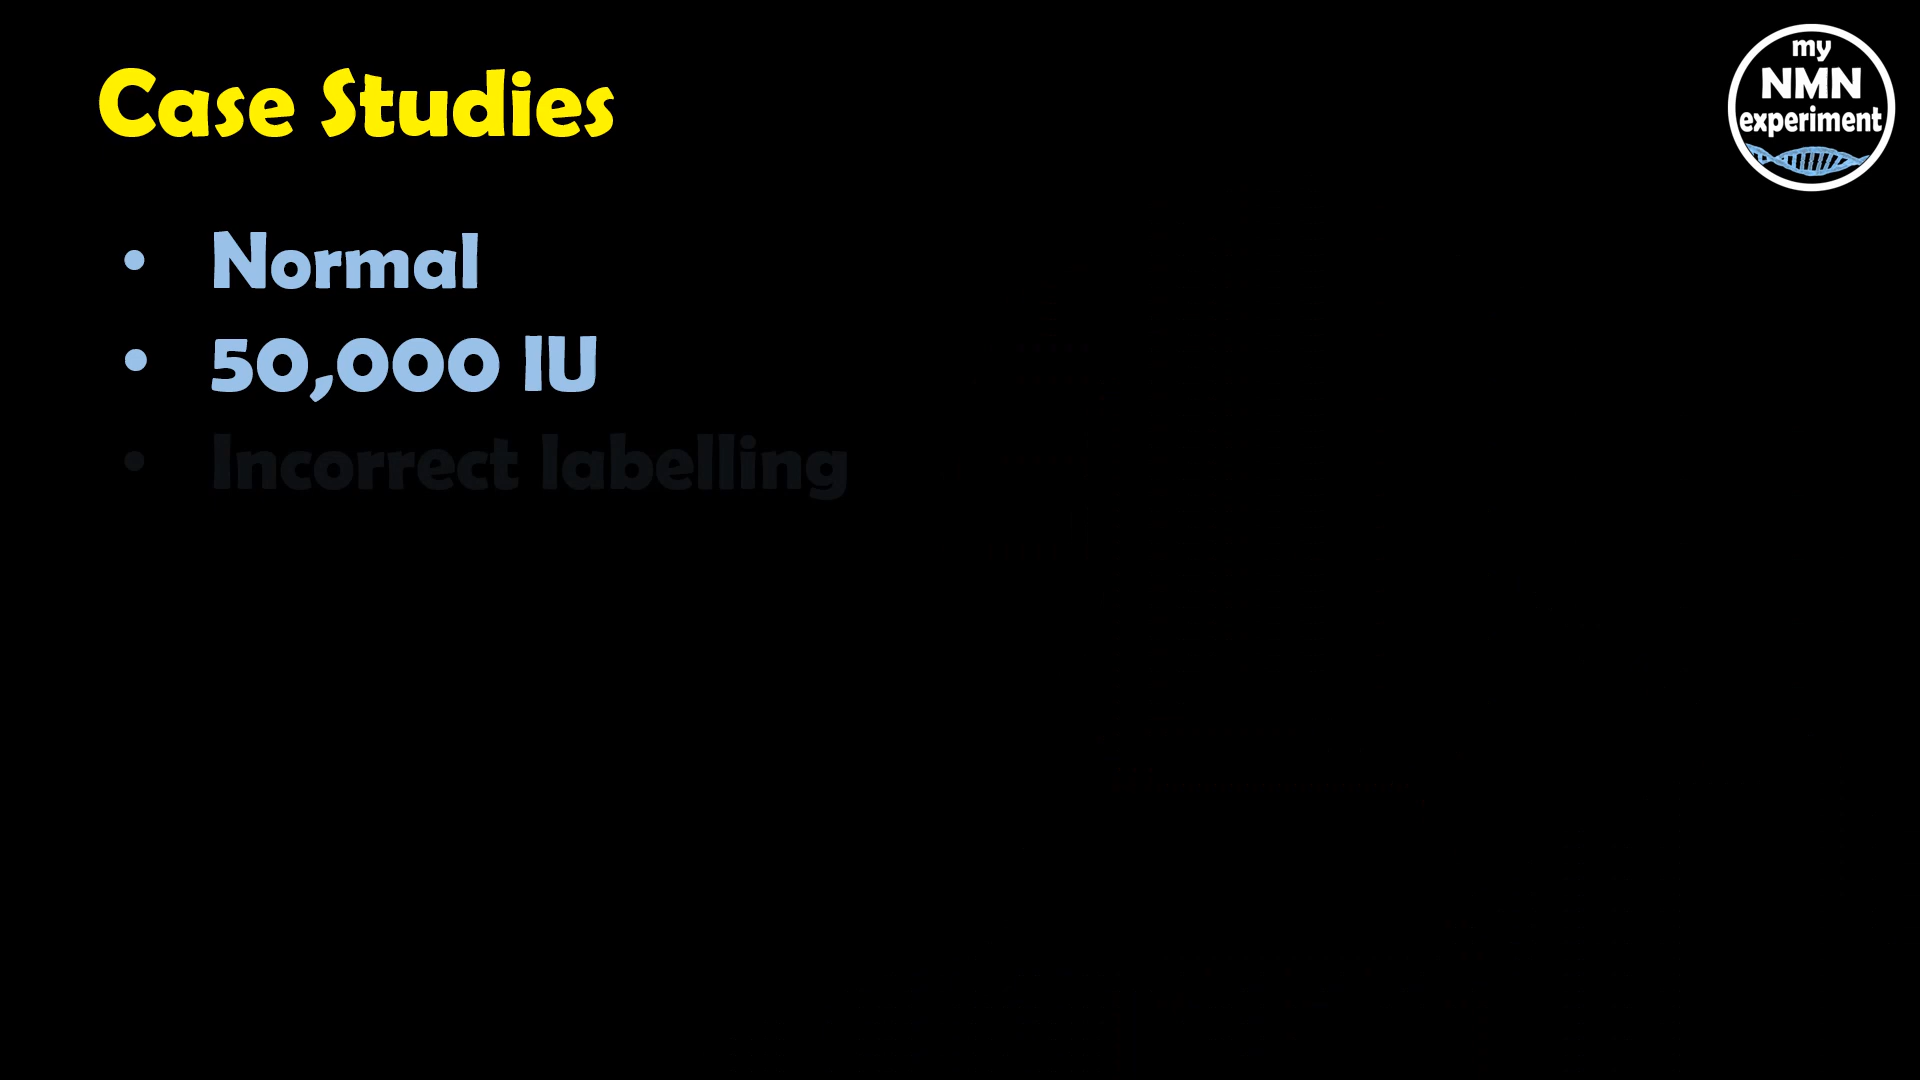 Case Studies
my
NMN
experiment
• Normal
• 50,000 IU
• Incorrect labelling